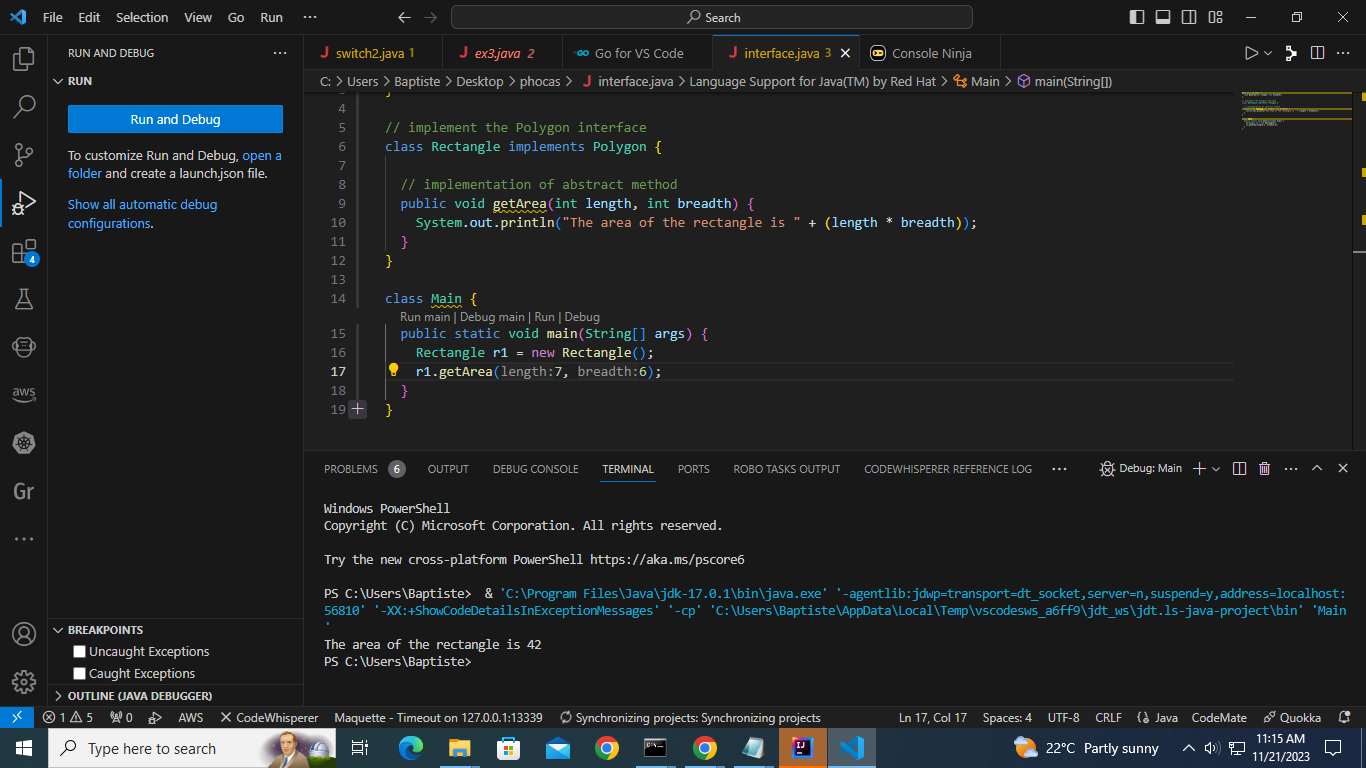 File Edit Selection View Go Run ··· Search
RUN AND DEBUG ···
switch2.java 1 ex3.java 2 Go for VS Code interface.java 3 Console Ninja
C: > Users > Baptiste > Desktop > phocas > interface.java > Language Support for Java(TM) by Red Hat > Main > main(String[])
RUN
Run and Debug
To customize Run and Debug, open a
folder and create a launch.json file.
Show all automatic debug
configurations.
4
aws
Gr
BREAKPOINTS
Uncaught Exceptions
Caught Exceptions
OUTLINE (JAVA DEBUGGER)
4
5 // implement the Polygon interface
6 class Rectangle implements Polygon {
7
8 // implementation of abstract method
9 public void getArea(int length, int breadth) {
10 System.out.println("The area of the rectangle is " + (length * breadth));
11 }
12 }
13
14 class Main {
Run main | Debug main | Run | Debug
15 public static void main(String[] args) {
16 Rectangle r1 = new Rectangle();
17 r1.getArea(length:7, breadth:6);
18 }
19 }
PROBLEMS 6 OUTPUT DEBUG CONSOLE TERMINAL PORTS ROBO TASKS OUTPUT CODEWHISPERER REFERENCE LOG ··· Debug: Main
Windows PowerShell
Copyright (C) Microsoft Corporation. All rights reserved.
Try the new cross-platform PowerShell https://aka.ms/pscore6
PS C:\Users\Baptiste> & 'C:\Program Files\Java\jdk-17.0.1\bin\java.exe' '-agentlib:jdwp=transport=dt_socket,server=n,suspend=y,address=localhost:
56810' '-XX:+ShowCodeDetailsInExceptionMessages' '-cp' 'C:\Users\Baptiste\AppData\Local\Temp\vscodesws_a6ff9\jdt_ws\jdt.ls-java-project\bin' 'Main
'
The area of the rectangle is 42
PS C:\Users\Baptiste>
1 5 0 AWS CodeWhisperer Maquette - Timeout on 127.0.0.1:13339 Synchronizing projects: Synchronizing projects Ln 17, Col 17 Spaces: 4 UTF-8 CRLF {} Java CodeMate Quokka
Type here to search 22°C Partly sunny 11:15 AM
11/21/2023